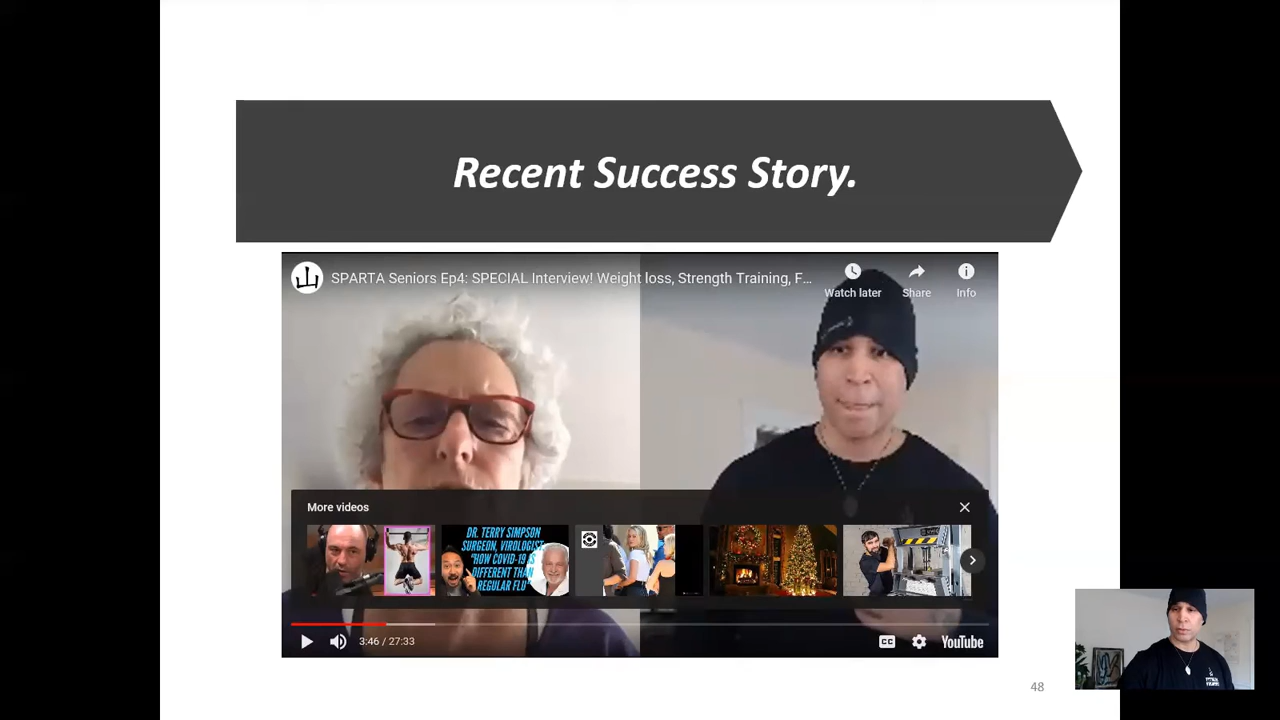 Recent Success Story.
SPARTA Seniors Ep4: SPECIAL Interview! Weight loss, Strength Training, F...
Watch later
Share
Info
More videos
DR. TERRY SIMPSON
SURGEON, VIROLOGIST
"HOW COVID-19 IS
DIFFERENT THAN
REGULAR FLU"
3:46 / 27:33
CC
YouTube
48